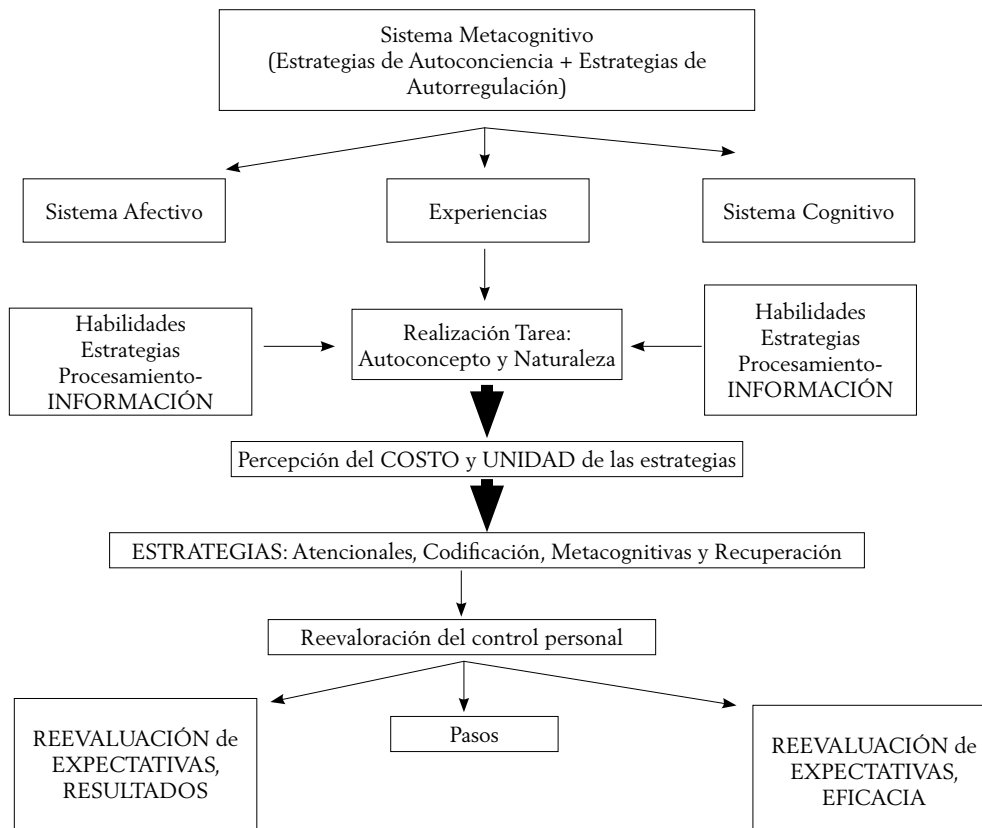 Sistema Metacognitivo
(Estrategias de Autoconciencia + Estrategias de
Autorregulación)
Sistema Afectivo
Experiencias
Sistema Cognitivo
Habilidades
Estrategias
Procesamiento-
INFORMACIÓN
Realización Tarea:
Autoconcepto y Naturaleza
Habilidades
Estrategias
Procesamiento-
INFORMACIÓN
Percepción del COSTO y UNIDAD de las estrategias
ESTRATEGIAS: Atencionales, Codificación, Metacognitivas y Recuperación
Reevaloración del control personal
REEVALUACIÓN de
EXPECTATIVAS,
RESULTADOS
Pasos
REEVALUACIÓN de
EXPECTATIVAS,
EFICACIA